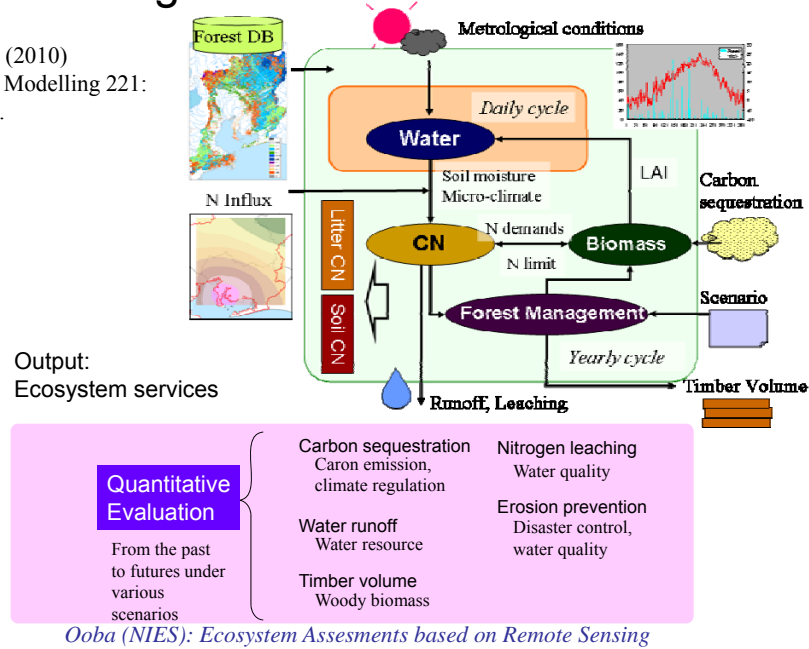 Forest DB
Metrological conditions
(2010)
Modelling 221:
.
Daily cycle
Water
Soil moisture
Micro-climate
LAI
Carbon
sequestration
N Influx
Litter CN
Soil CN
CN
N demands
N limit
Biomass
Forest Management
Scenario
Yearly cycle
Output:
Ecosystem services
Runoff, Leaching
Timber Volume
Quantitative
Evaluation
From the past
to futures under
various
scenarios
Carbon sequestration
Caron emission,
climate regulation
Water runoff
Water resource
Timber volume
Woody biomass
Nitrogen leaching
Water quality
Erosion prevention
Disaster control,
water quality
Ooba (NIES): Ecosystem Assesments based on Remote Sensing